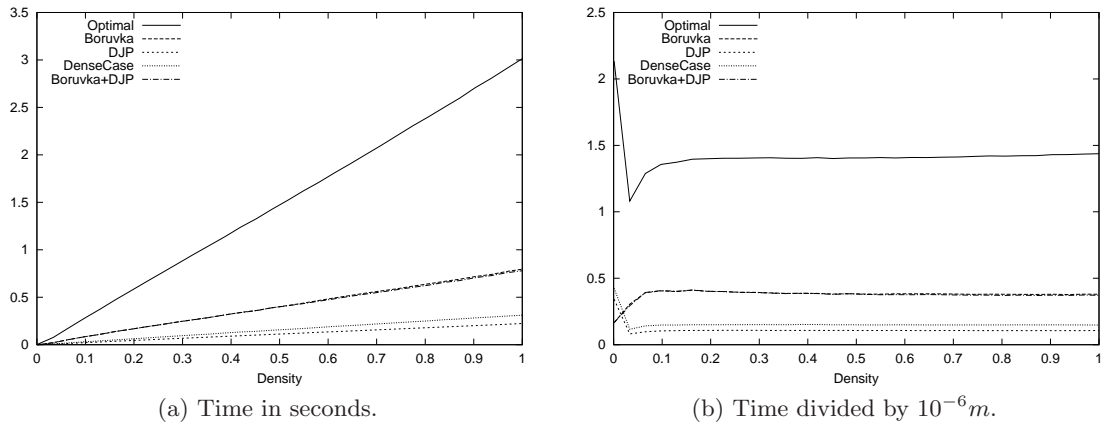 3.5
3
2.5
2
1.5
1
0.5
0
Optimal
Boruvka
DJP
DenseCase
Boruvka+DJP
0 0.1 0.2 0.3 0.4 0.5 0.6 0.7 0.8 0.9 1
Density
(a) Time in seconds.
2.5
2
1.5
1
0.5
0
Optimal
Boruvka
DJP
DenseCase
Boruvka+DJP
0 0.1 0.2 0.3 0.4 0.5 0.6 0.7 0.8 0.9 1
Density
(b) Time divided by 10⁻⁶m.